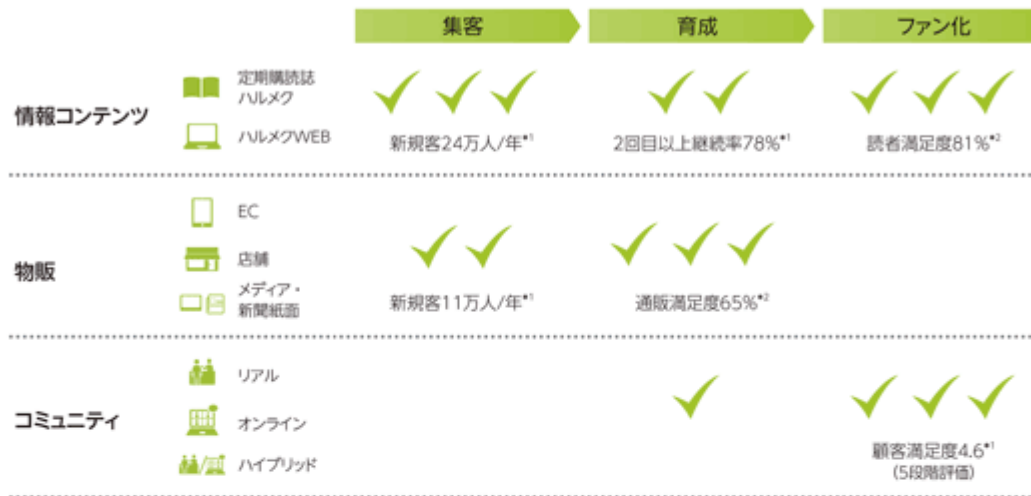 集客
育成
ファン化
情報コンテンツ
定期購読誌
ハルメク
ハルメクWEB
新規客24万人/年*1
2回目以上継続率78%*1
読者満足度81%*2
物販
EC
店舗
メディア・
新聞紙面
新規客11万人/年*1
通販満足度65%*2
コミュニティ
リアル
オンライン
ハイブリッド
顧客満足度4.6*1
(5段階評価)